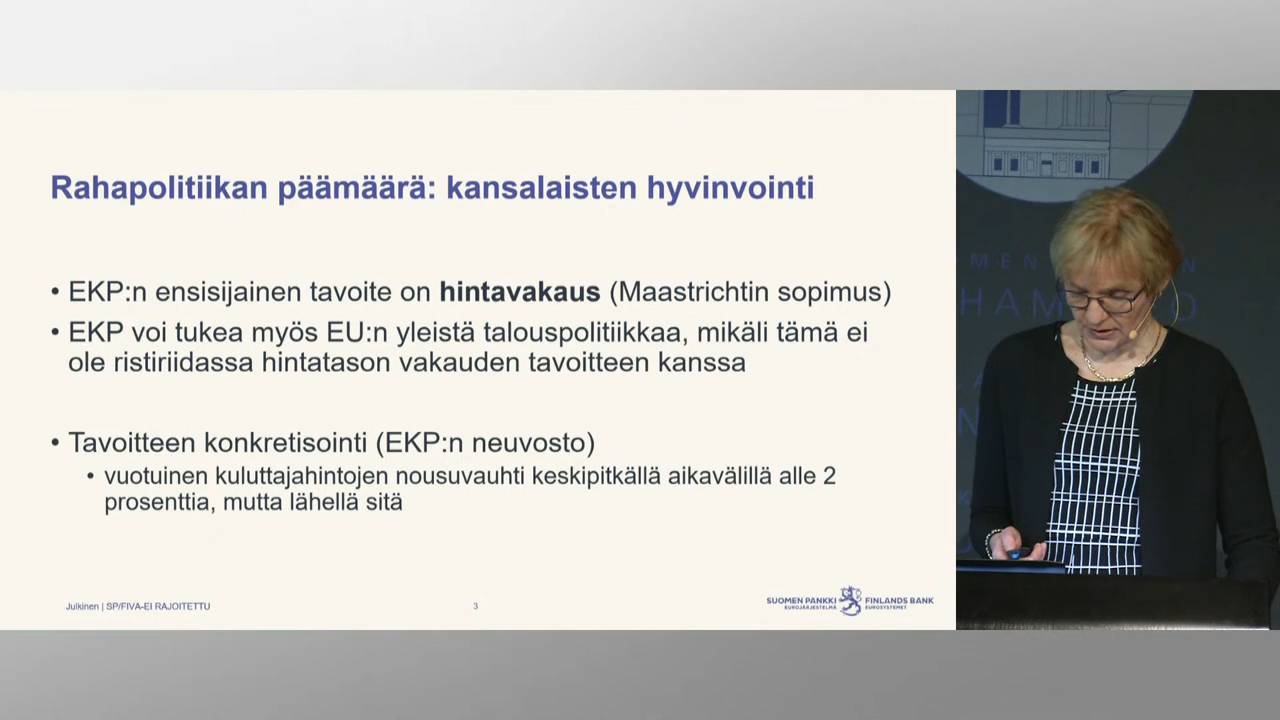 Rahapolitiikan päämäärä: kansalaisten hyvinvointi
• EKP:n ensisijainen tavoite on hintavakaus (Maastrichtin sopimus)
• EKP voi tukea myös EU:n yleistä talouspolitiikkaa, mikäli tämä ei
ole ristiriidassa hintatason vakauden tavoitteen kanssa
• Tavoitteen konkretisointi (EKP:n neuvosto)
• vuotuinen kuluttajahintojen nousuvauhti keskipitkällä aikavälillä alle 2
prosenttia, mutta lähellä sitä
Julkinen | SP/FIVA-EI RAJOITETTU
3
SUOMEN PANKKI FINLANDS BANK
EUROJÄRJESTELMÄ EUROSYSTEMET